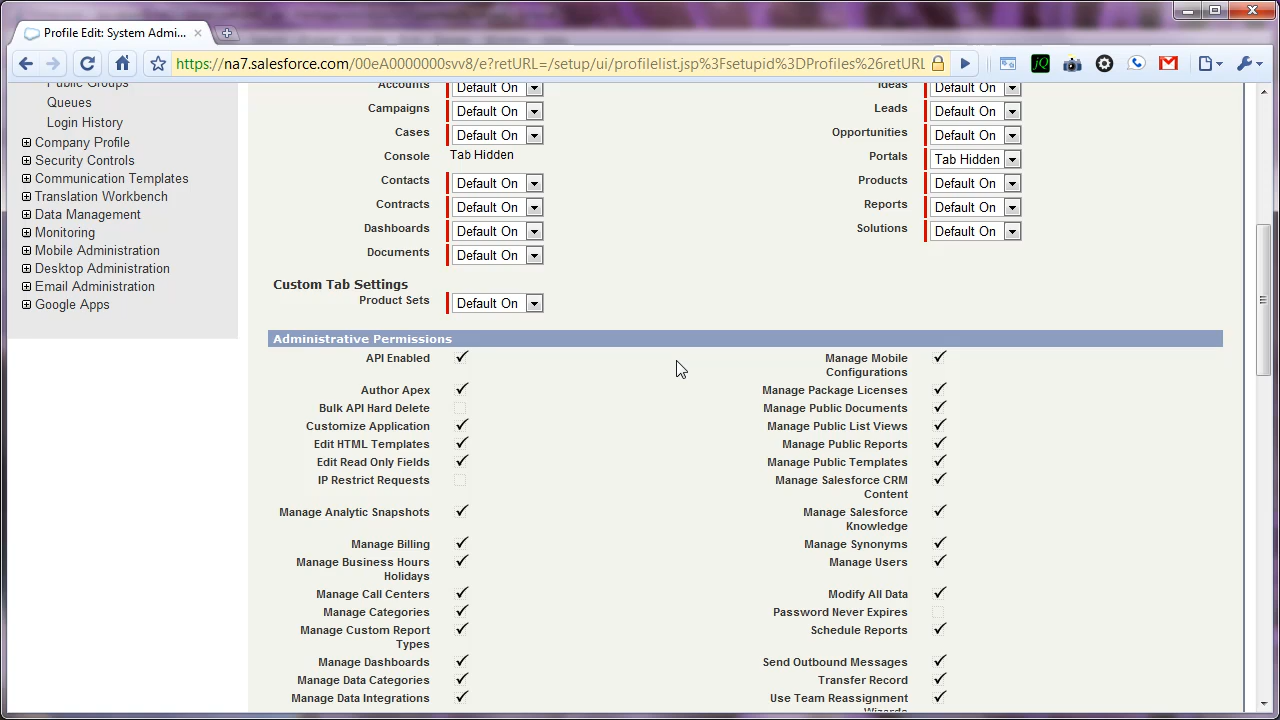 Profile Edit: System Admi...
https://na7.salesforce.com/00eA0000000svv8/e?retURL=/setup/ui/profilelist.jsp%3Fsetupid%3DProfiles%26retURL
Public Groups
Queues
Login History
Company Profile
Security Controls
Communication Templates
Translation Workbench
Data Management
Monitoring
Mobile Administration
Desktop Administration
Email Administration
Google Apps
Accounts Default On
Ideas Default On
Campaigns Default On
Leads Default On
Cases Default On
Opportunities Default On
Console Tab Hidden
Portals Tab Hidden
Contacts Default On
Products Default On
Contracts Default On
Reports Default On
Dashboards Default On
Solutions Default On
Documents Default On
Custom Tab Settings
Product Sets Default On
Administrative Permissions
API Enabled
Manage Mobile
Configurations
Author Apex
Manage Package Licenses
Bulk API Hard Delete
Manage Public Documents
Customize Application
Manage Public List Views
Edit HTML Templates
Manage Public Reports
Edit Read Only Fields
Manage Public Templates
IP Restrict Requests
Manage Salesforce CRM
Content
Manage Analytic Snapshots
Manage Salesforce
Knowledge
Manage Billing
Manage Synonyms
Manage Business Hours
Holidays
Manage Users
Manage Call Centers
Modify All Data
Manage Categories
Password Never Expires
Manage Custom Report
Types
Schedule Reports
Manage Dashboards
Send Outbound Messages
Manage Data Categories
Transfer Record
Manage Data Integrations
Use Team Reassignment
Wizards